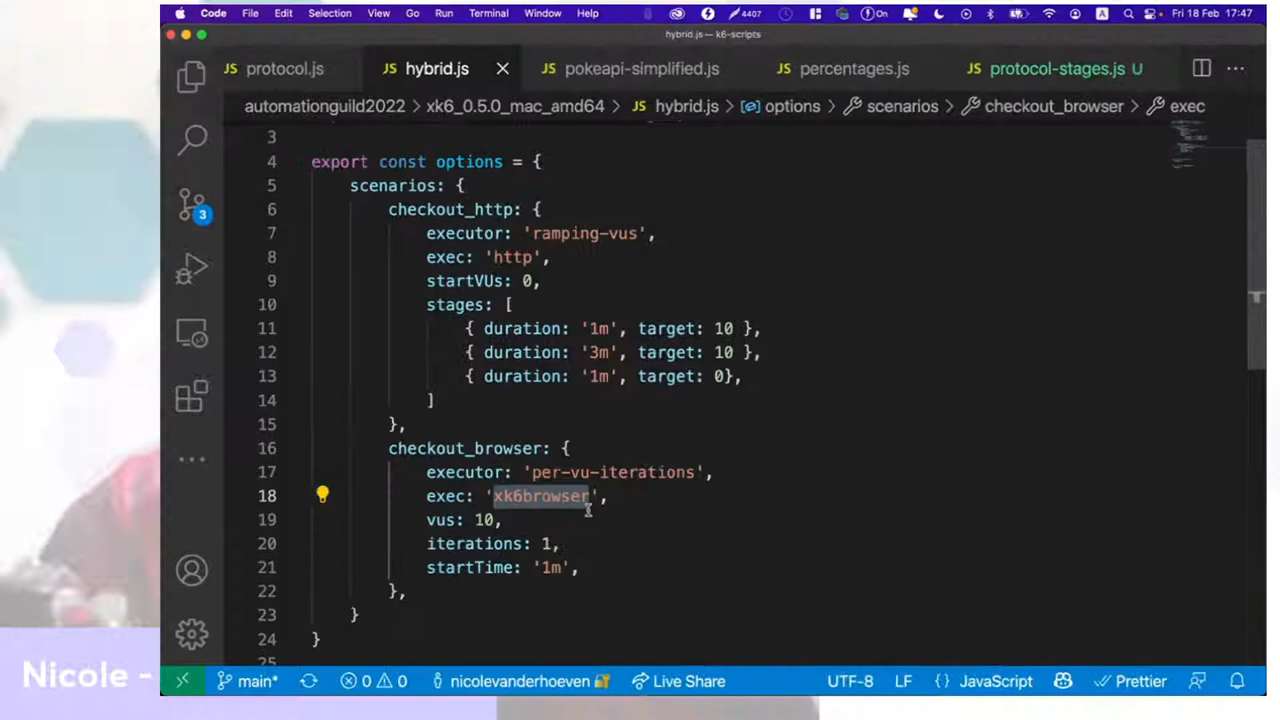 Code File Edit Selection View Go Run Terminal Window Help 4407 On A Fri 18 Feb 17:47
hybrid.js — k6-scripts
JS protocol.js JS hybrid.js JS pokeapi-simplified.js JS percentages.js JS protocol-stages.js U
automationguild2022 > xk6_0.5.0_mac_amd64 > JS hybrid.js > options > scenarios > checkout_browser > exec
3
4 export const options = {
5 scenarios: {
6 checkout_http: {
7 executor: 'ramping-vus',
8 exec: 'http',
9 startVUs: 0,
10 stages: [
11 { duration: '1m', target: 10 },
12 { duration: '3m', target: 10 },
13 { duration: '1m', target: 0},
14 ]
15 },
16 checkout_browser: {
17 executor: 'per-vu-iterations',
18 exec: 'xk6browser',
19 vus: 10,
20 iterations: 1,
21 startTime: '1m',
22 },
23 }
24 }
25
3
main* 0 0 nicolevanderhoeven Live Share UTF-8 LF {} JavaScript Prettier
Nicole -